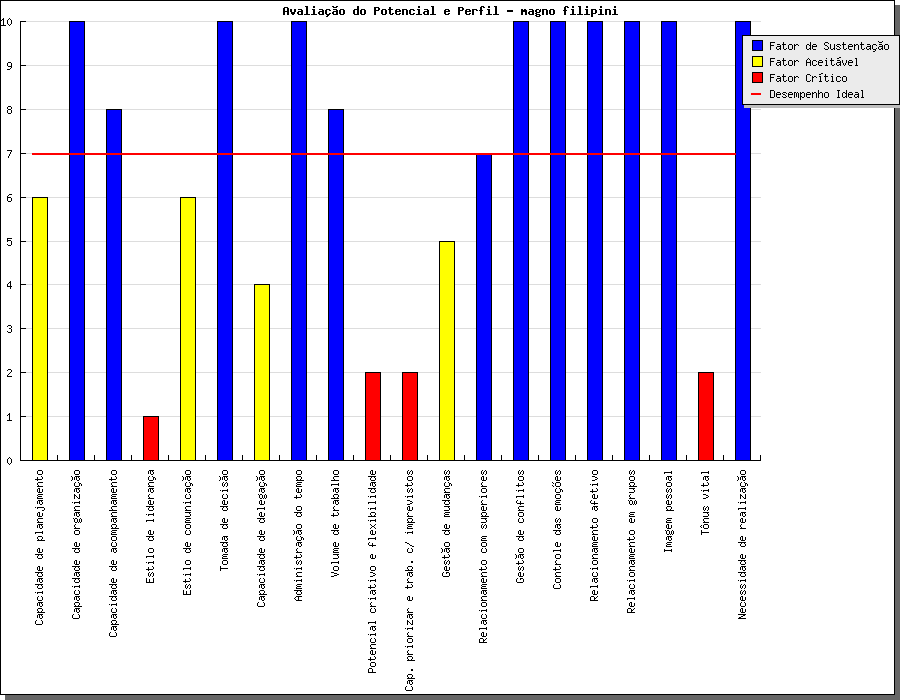 Avaliação do Potencial e Perfil - magno filipini
10
9
8
7
6
5
4
3
2
1
0
Fator de Sustentação
Fator Aceitável
Fator Crítico
Desempenho Ideal
Capacidade de planejamento
Capacidade de organização
Capacidade de acompanhamento
Estilo de liderança
Estilo de comunicação
Tomada de decisão
Capacidade de delegação
Administração do tempo
Volume de trabalho
Potencial criativo e flexibilidade
Cap. priorizar e trab. c/ imprevistos
Gestão de mudanças
Relacionamento com superiores
Gestão de conflitos
Controle das emoções
Relacionamento afetivo
Relacionamento em grupos
Imagem pessoal
Tônus vital
Necessidade de realização